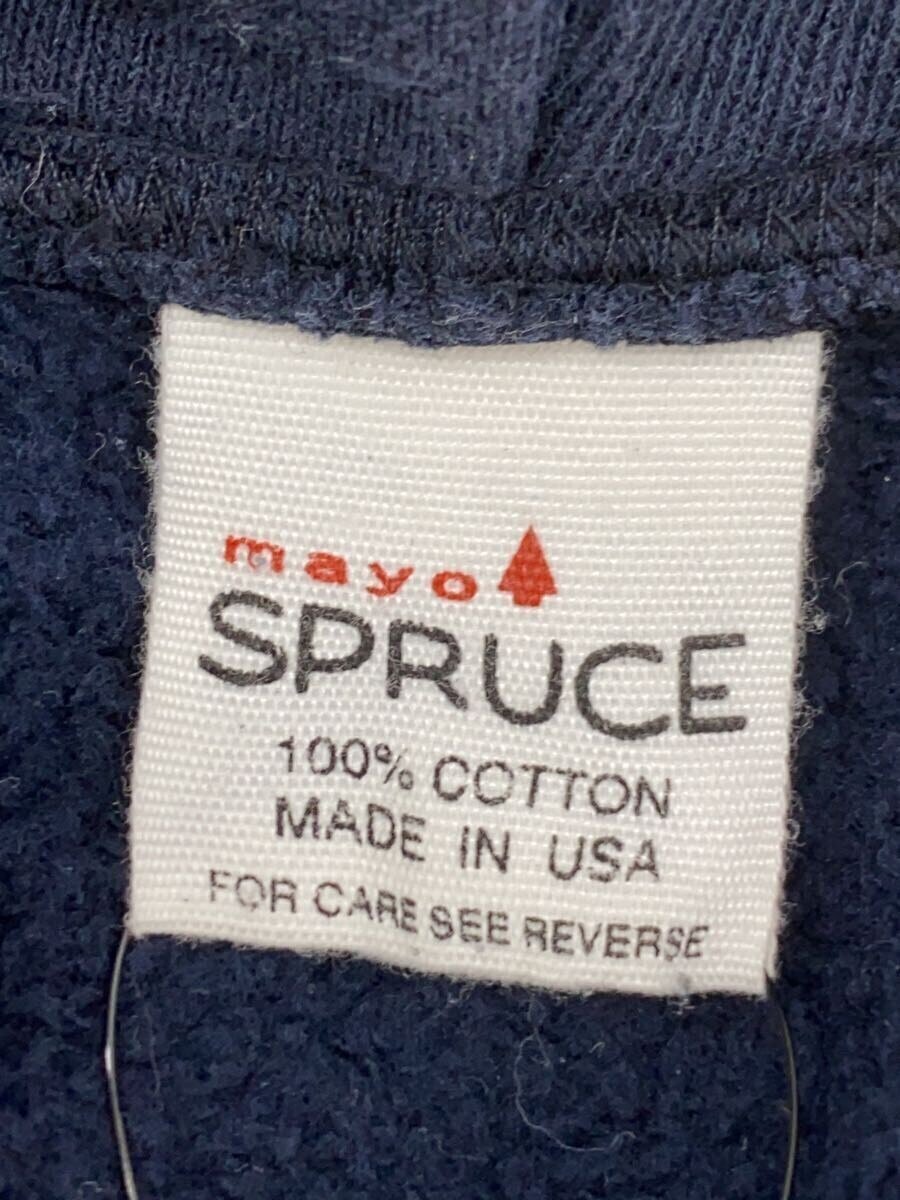 mayo
SPRUCE
100% COTTON
MADE IN USA
FOR CARE SEE REVERSE